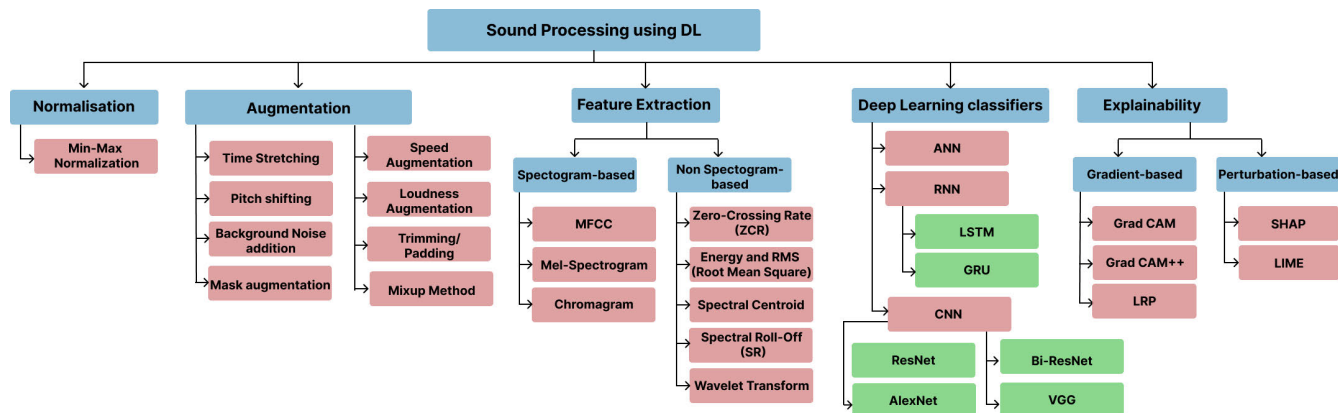 Sound Processing using DL
Normalisation
Min-Max
Normalization
Augmentation
Time Stretching
Pitch shifting
Background Noise
addition
Mask augmentation
Speed
Augmentation
Loudness
Augmentation
Trimming/
Padding
Mixup Method
Feature Extraction
Spectogram-based
MFCC
Mel-Spectrogram
Chromagram
Non Spectogram-
based
Zero-Crossing Rate
(ZCR)
Energy and RMS
(Root Mean Square)
Spectral Centroid
Spectral Roll-Off
(SR)
Wavelet Transform
Deep Learning classifiers
ANN
RNN
LSTM
GRU
CNN
ResNet
AlexNet
Bi-ResNet
VGG
Explainability
Gradient-based
Grad CAM
Grad CAM++
LRP
Perturbation-based
SHAP
LIME